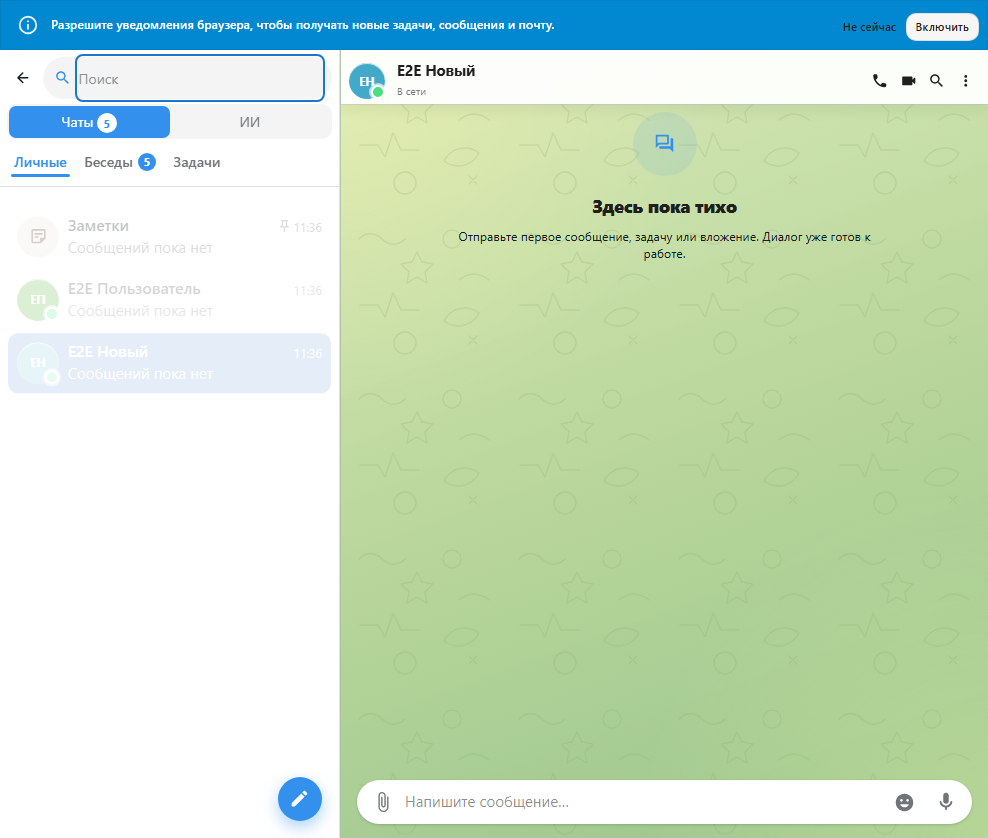 Разрешите уведомления браузера, чтобы получать новые задачи, сообщения и почту.
Не сейчас
Включить
Поиск
Чаты 5
ИИ
Личные
Беседы 5
Задачи
Заметки
11:36
Сообщений пока нет
ЕП
E2E Пользователь
11:36
Сообщений пока нет
ЕН
E2E Новый
11:36
Сообщений пока нет
ЕН
E2E Новый
В сети
Здесь пока тихо
Отправьте первое сообщение, задачу или вложение. Диалог уже готов к
работе.
Напишите сообщение...